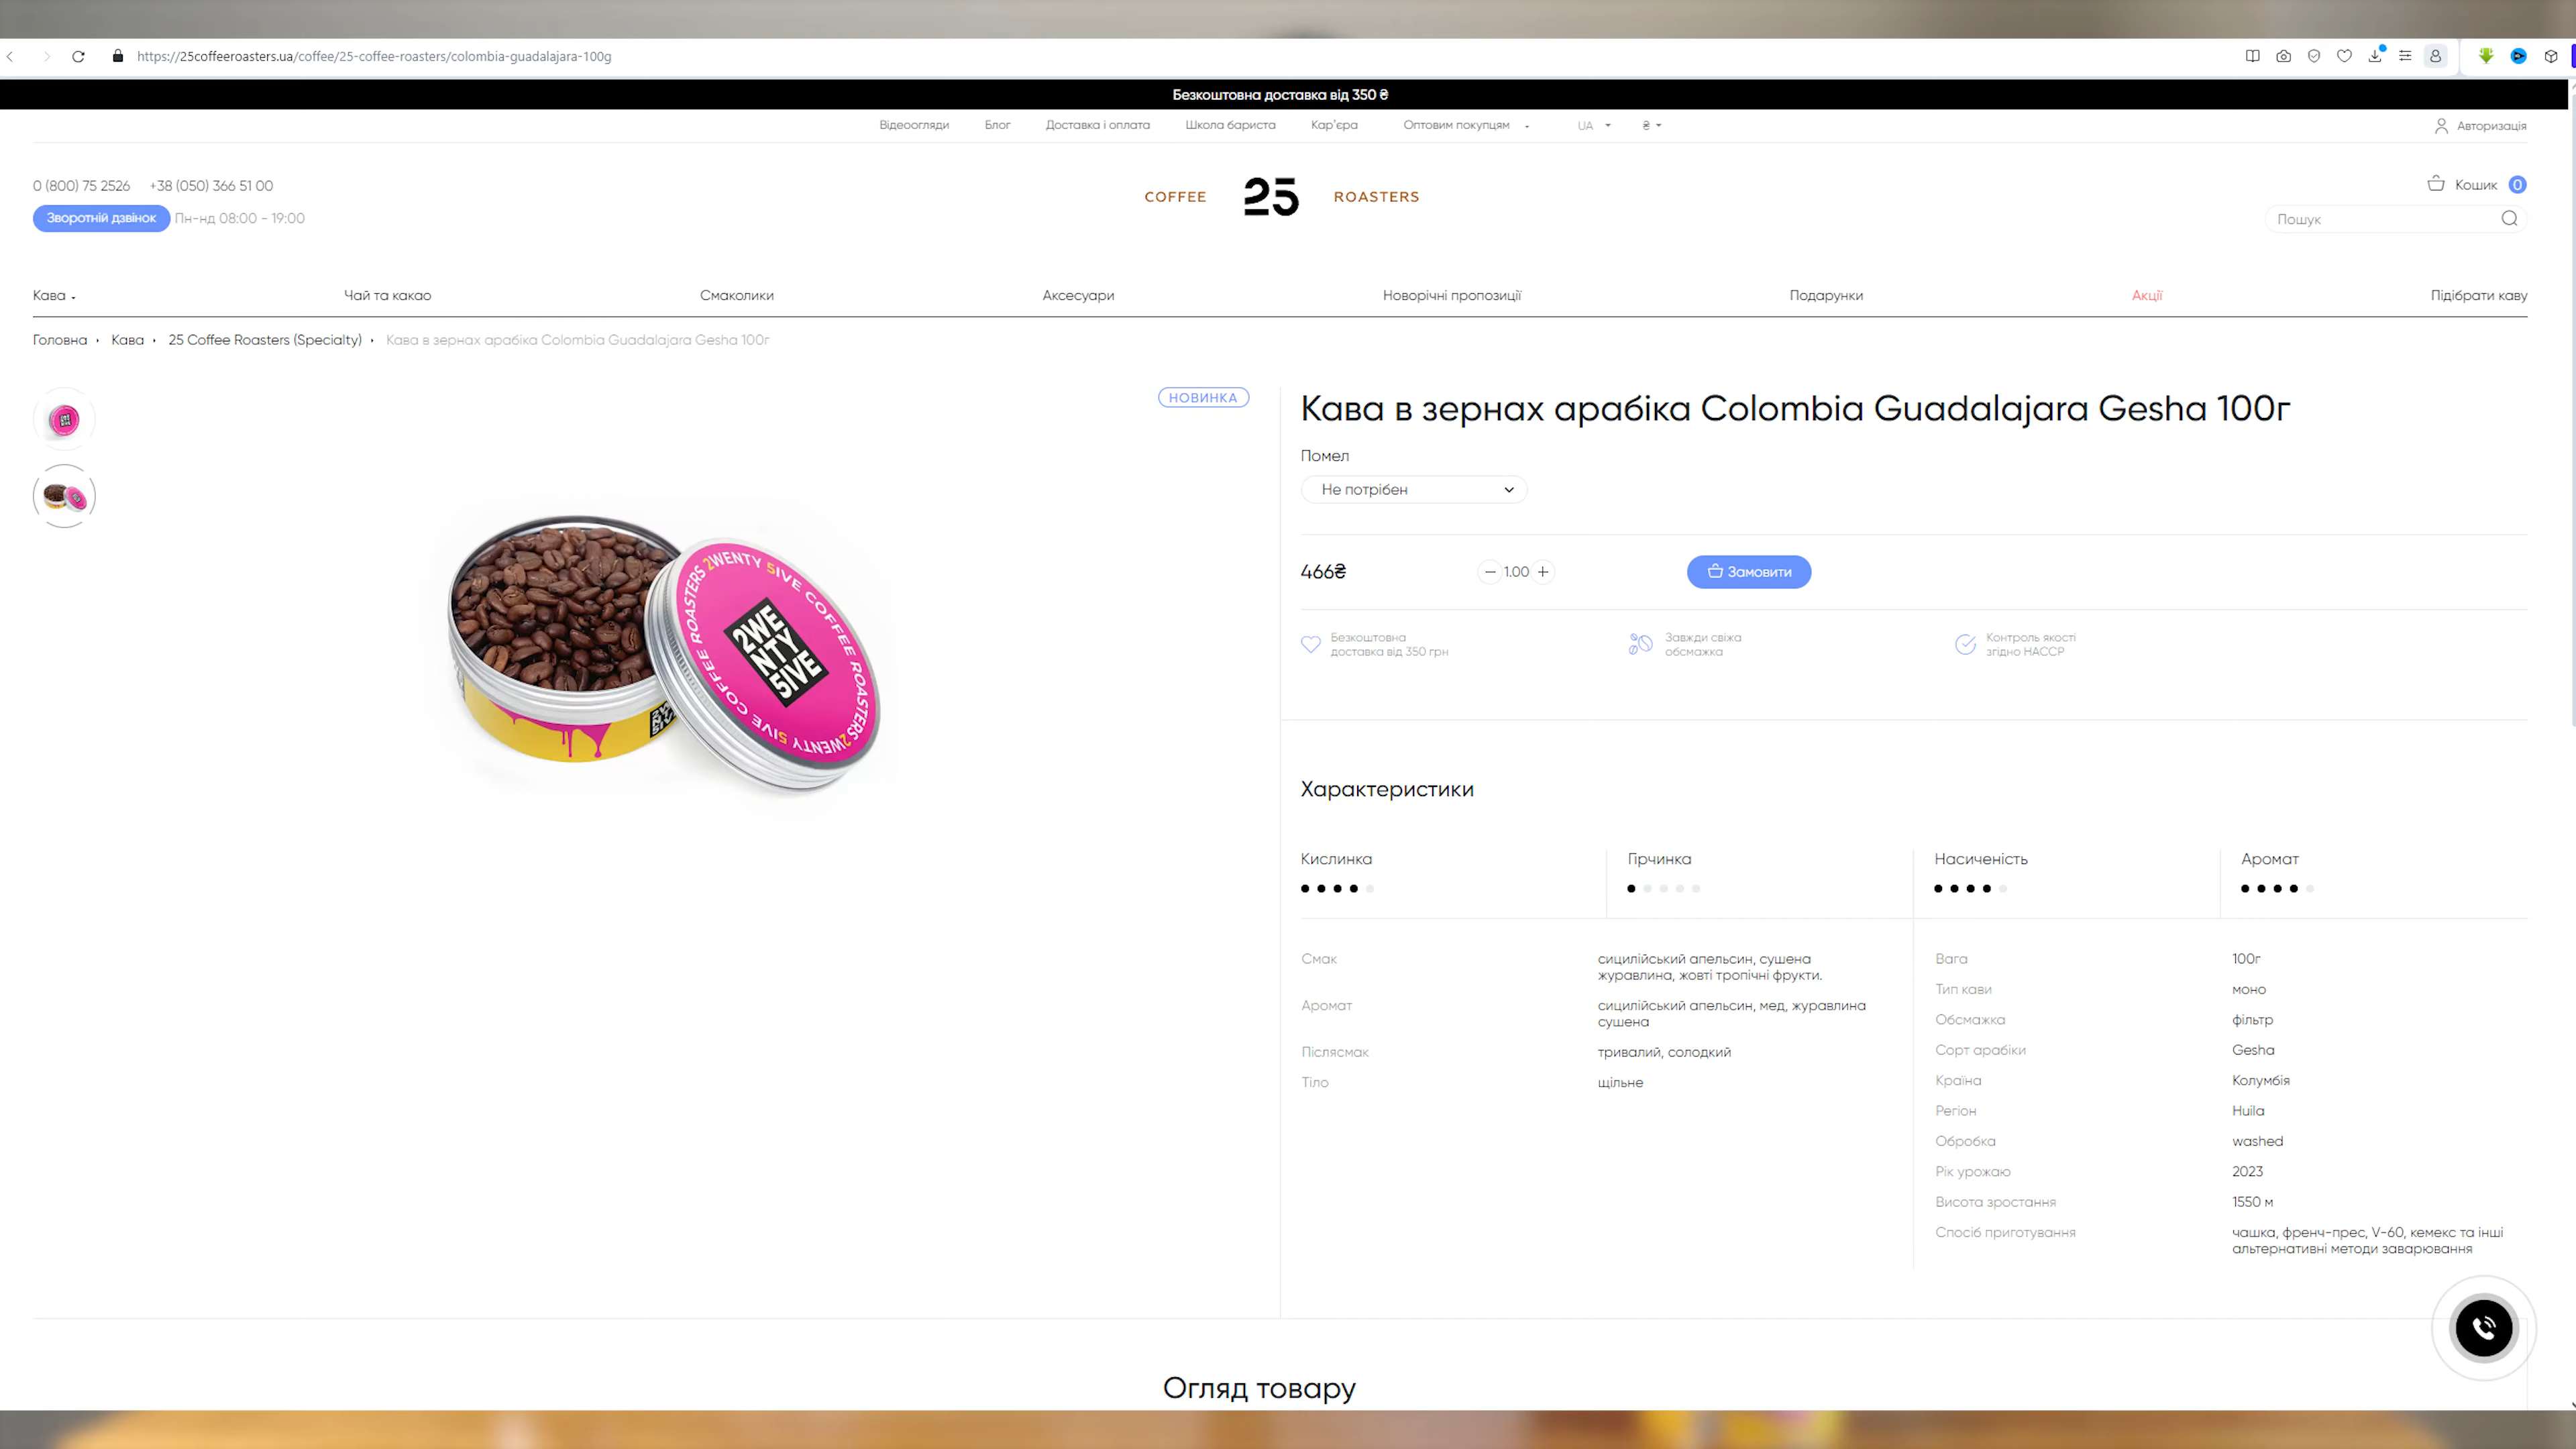 https://25coffeeroasters.ua/coffee/25-coffee-roasters/colombia-guadalajara-100g
Безкоштовна доставка від 350 ₴
Відеоогляди Блог Доставка і оплата Школа бариста Кар'єра Оптовим покупцям UA ₴ Авторизація
0 (800) 75 2526 +38 (050) 366 51 00
Зворотній дзвінок Пн-нд 08:00 - 19:00
COFFEE 25 ROASTERS
Кошик 0
Пошук
Кава Чай та какао Смаколики Аксесуари Новорічні пропозиції Подарунки Акції Підібрати каву
Головна Кава 25 Coffee Roasters (Specialty) Кава в зернах арабіка Colombia Guadalajara Gesha 100г
НОВИНКА
2WENTY 5IVE COFFEE ROASTERS 2WENTY 5IVE COFFEE ROASTERS
2WE
NTY
5IVE
Кава в зернах арабіка Colombia Guadalajara Gesha 100г
Помел
Не потрібен
466₴ 1.00 Замовити
Безкоштовна
доставка від 350 грн
Завжди свіжа
обсмажка
Контроль якості
згідно HACCP
Характеристики
Кислинка Гірчинка Насиченість Аромат
Смак сицилійський апельсин, сушена
журавлина, жовті тропічні фрукти.
Аромат сицилійський апельсин, мед, журавлина
сушена
Післясмак тривалий, солодкий
Тіло щільне
Вага 100г
Тип кави моно
Обсмажка фільтр
Сорт арабіки Gesha
Країна Колумбія
Регіон Huila
Обробка washed
Рік урожаю 2023
Висота зростання 1550 м
Спосіб приготування чашка, френч-прес, V-60, кемекс та інші
альтернативні методи заварювання
Огляд товару